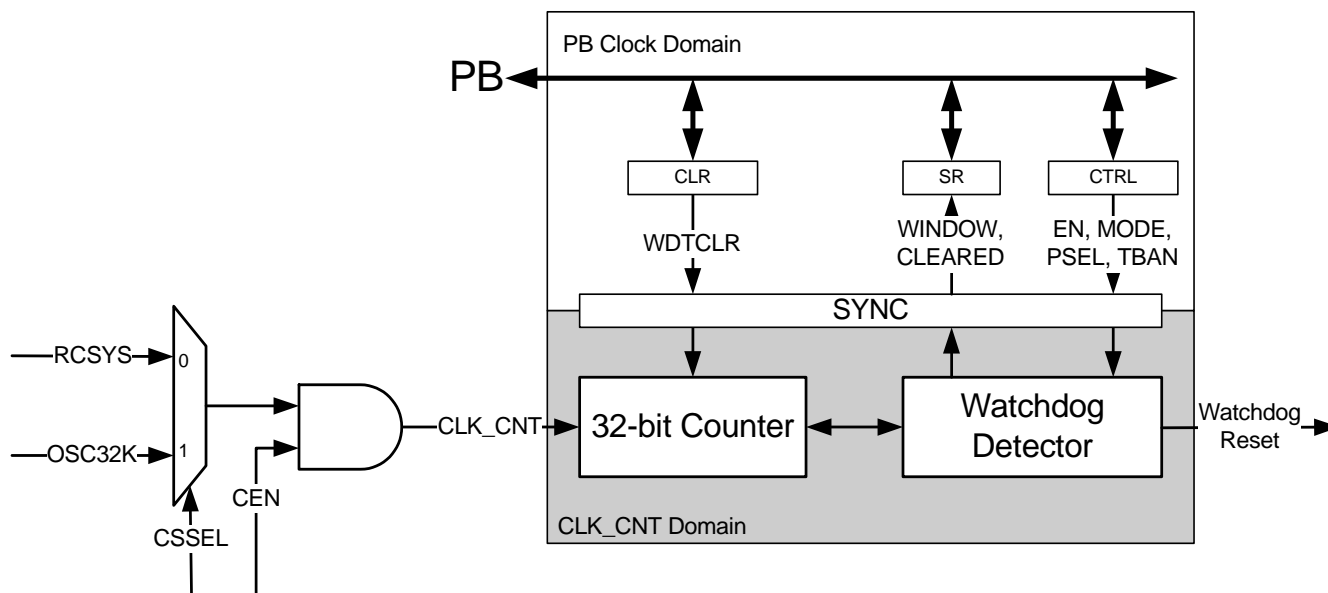 PB Clock Domain
PB
CLR
SR
CTRL
WDTCLR
WINDOW,
CLEARED
EN, MODE,
PSEL, TBAN
SYNC
RCSYS
0
OSC32K
1
CSSEL
CEN
CLK_CNT
32-bit Counter
Watchdog
Detector
Watchdog
Reset
CLK_CNT Domain